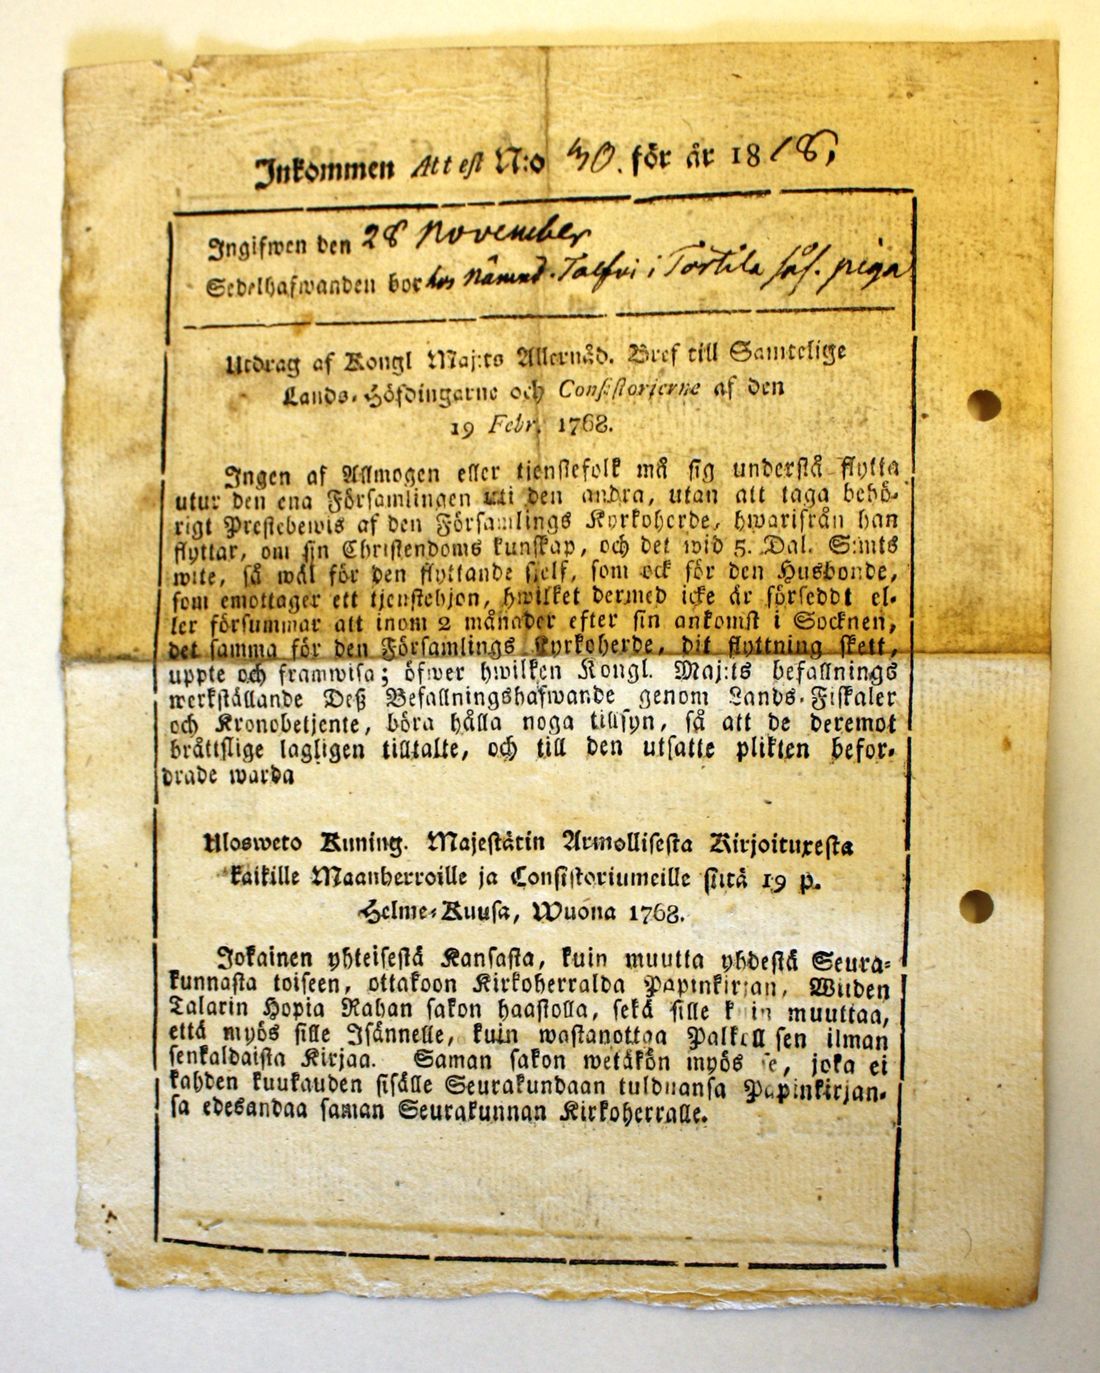 Inkommen Attest N:o 30. för år 1818,
Ingifwen den 28 November
Sedelhafwanden bor hos Nämnd. Talfvi i Tortila såf. piga
Utdrag af Kongl Maj:ts Allernåd. Bref till Samtelige
Lands-Höfdingarne och Consistorierne af den
19 Febr. 1768.
Ingen af Allmogen eller tienstefolk må sig understå flytta
utur den ena Församlingen uti den andra, utan att taga behö-
rigt Prestebewis af den Församlings Kyrkoherde, hwarifrån han
flyttar, om sin Christendoms kunskap, och det wid 5. Dal. S:mts
wite, så wäl för den flyttande sielf, som ock för den Husbonde,
som emottager ett tjenstehjon, hwilket dermed icke är förseddt el-
ler försummar att inom 2 månader efter sin ankomst i Socknen,
det samma för den Församlings Kyrkoherde, dit flyttning skett,
uppte och framwisa; öfwer hwilken Kongl. Maj:ts befallnings
werkställande Deß Befallningshafwande genom Lands-Fiskaler
och Kronobetjente, böra hålla noga tillsyn, så att de deremot
bråttslige lagligen tilltalte, och till den utsatte plikten befor-
drade warda
Ulosweto Kuning. Majestätin Armollisesta Kirjoituxesta
kaikille Maanherroille ja Consistoriumeille siitä 19 p.
Helme-Kuusa, Wuona 1768.
Jokainen yhteisestä Kansasta, kuin muutta yhdestä Seura-
kunnasta toiseen, ottakoon Kirkoherralda Papinkirjan, Wiiden
Talarin Hopia Rahan sakon haastolla, sekä sille kuin muuttaa,
että myös sille Isännelle, kuin wastanottaa Palkollsen ilman
senkaldaista Kirjaa. Saman sakon wetäkön myös se, joka ei
kahden kuukauden sisälle Seurakundaan tulduansa Papinkirjan-
sa edesandaa saman Seurakunnan Kirkoherralle.